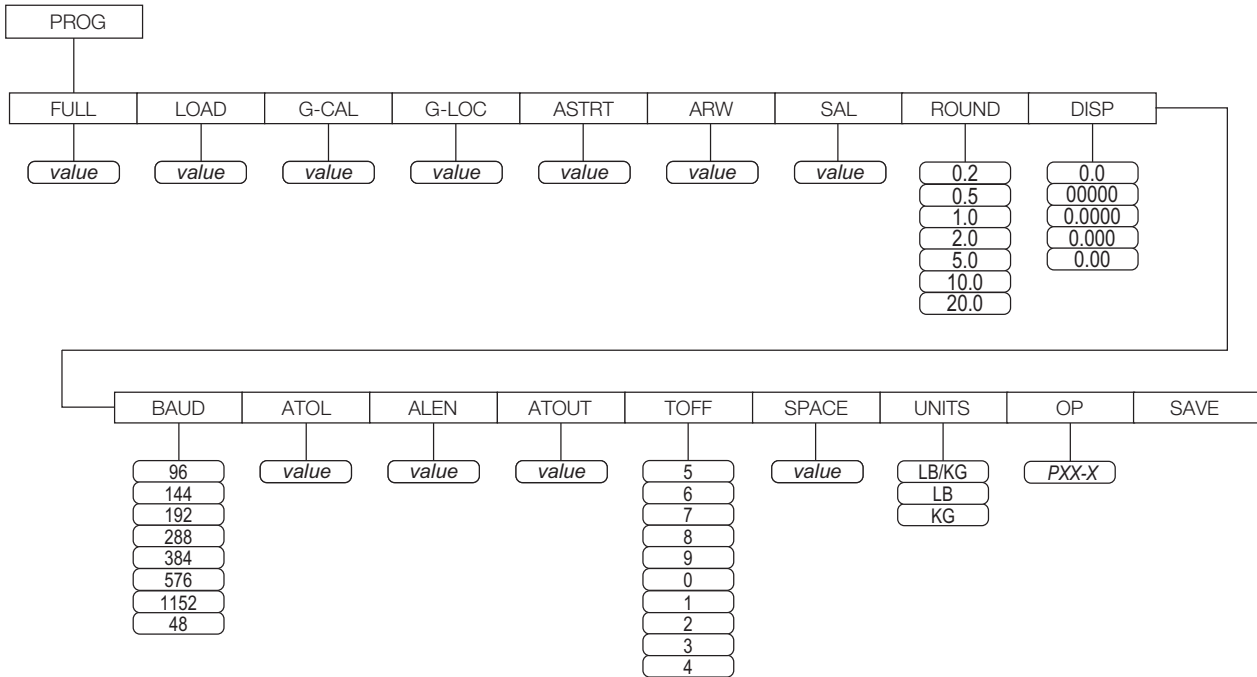 PROG
FULL LOAD G-CAL G-LOC ASTRT ARW SAL ROUND DISP
value value value value value value value 0.2 0.0
0.5 00000
1.0 0.0000
2.0 0.000
5.0 0.00
10.0
20.0
BAUD ATOL ALEN ATOUT TOFF SPACE UNITS OP SAVE
96 value value value 5 value LB/KG PXX-X
144 6 LB
192 7 KG
288 8
384 9
576 0
1152 1
48 2
3
4